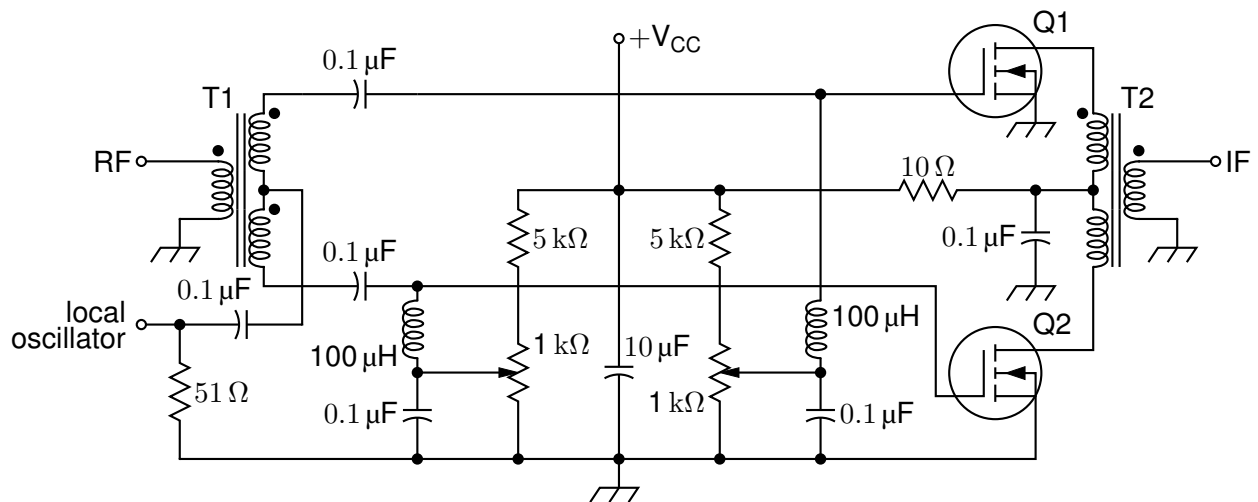 Q1
+V_CC
0.1 μF
T1
T2
RF
IF
10 Ω
5 kΩ
5 kΩ
0.1 μF
0.1 μF
0.1 μF
local
oscillator
100 μH
Q2
100 μH
1 kΩ
10 μF
51 Ω
1 kΩ
0.1 μF
0.1 μF